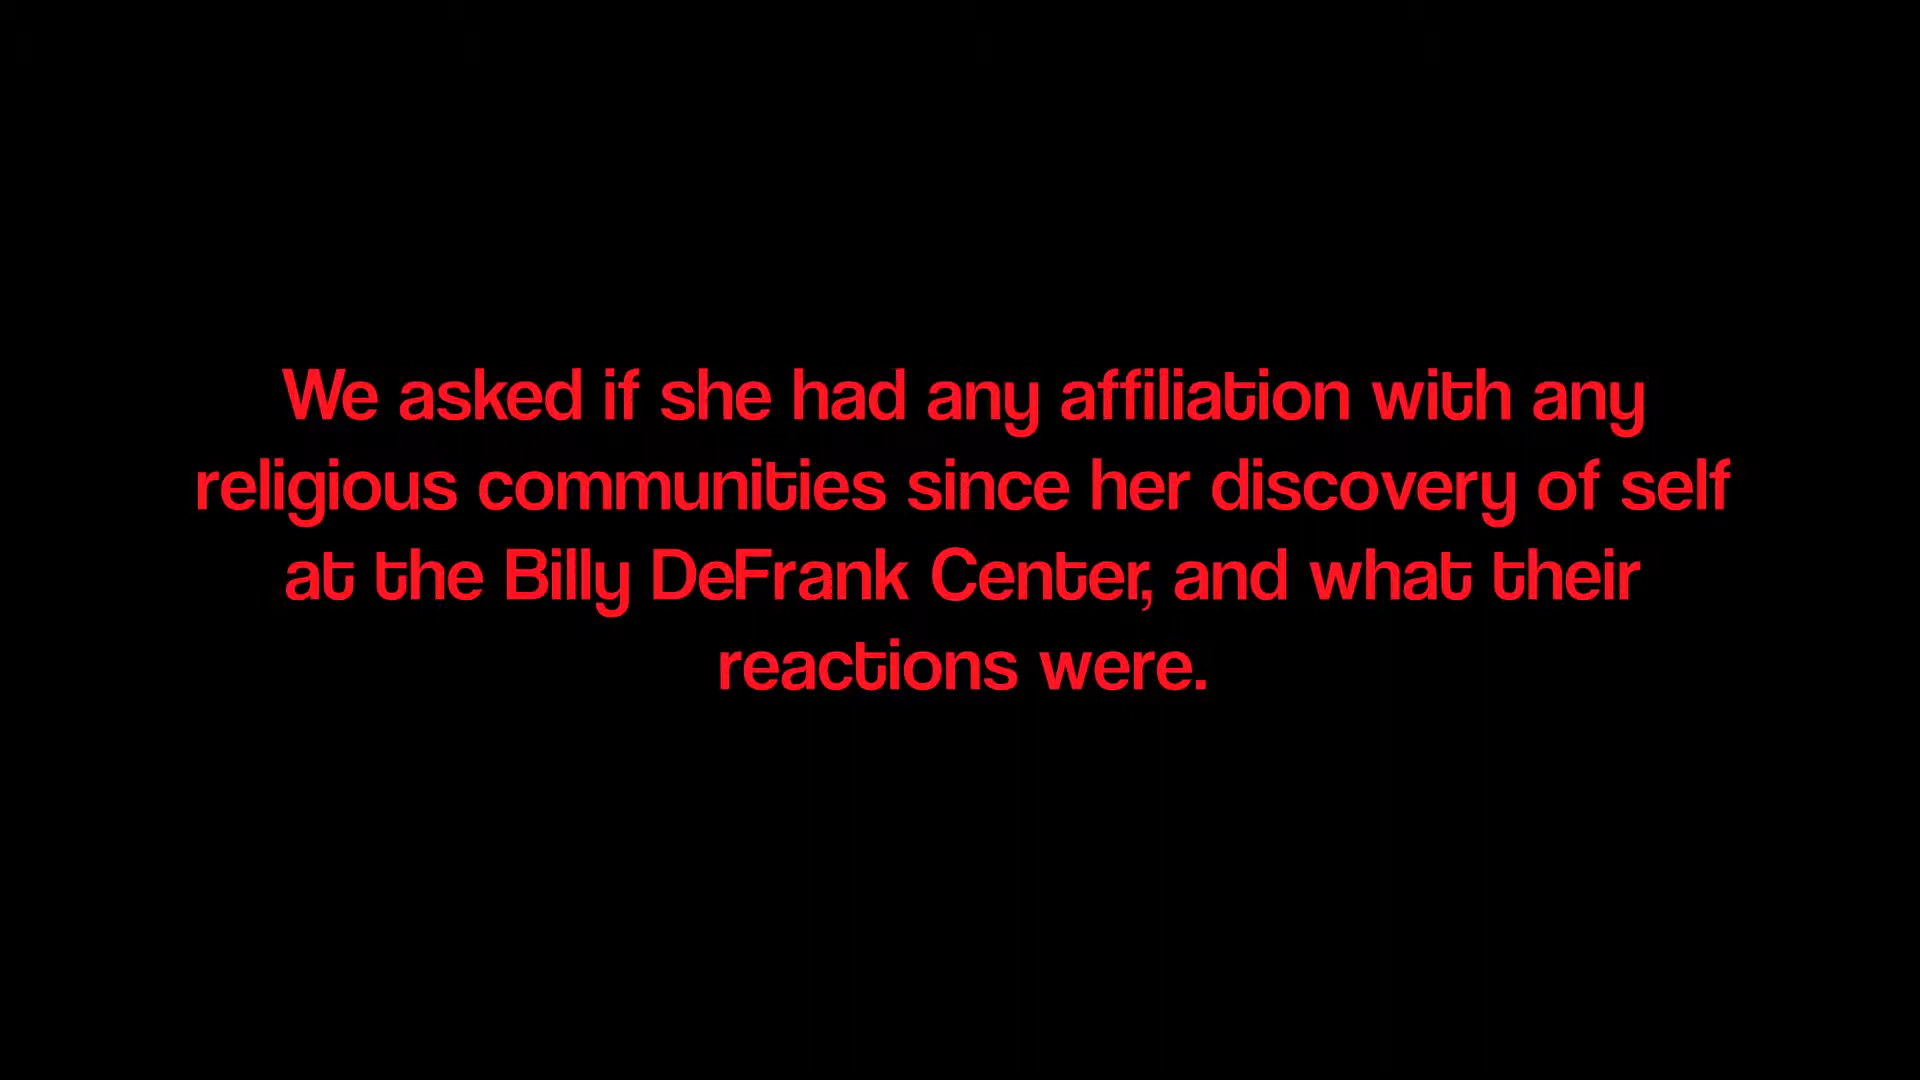 We asked if she had any affiliation with any
religious communities since her discovery of self
at the Billy DeFrank Center, and what their
reactions were.